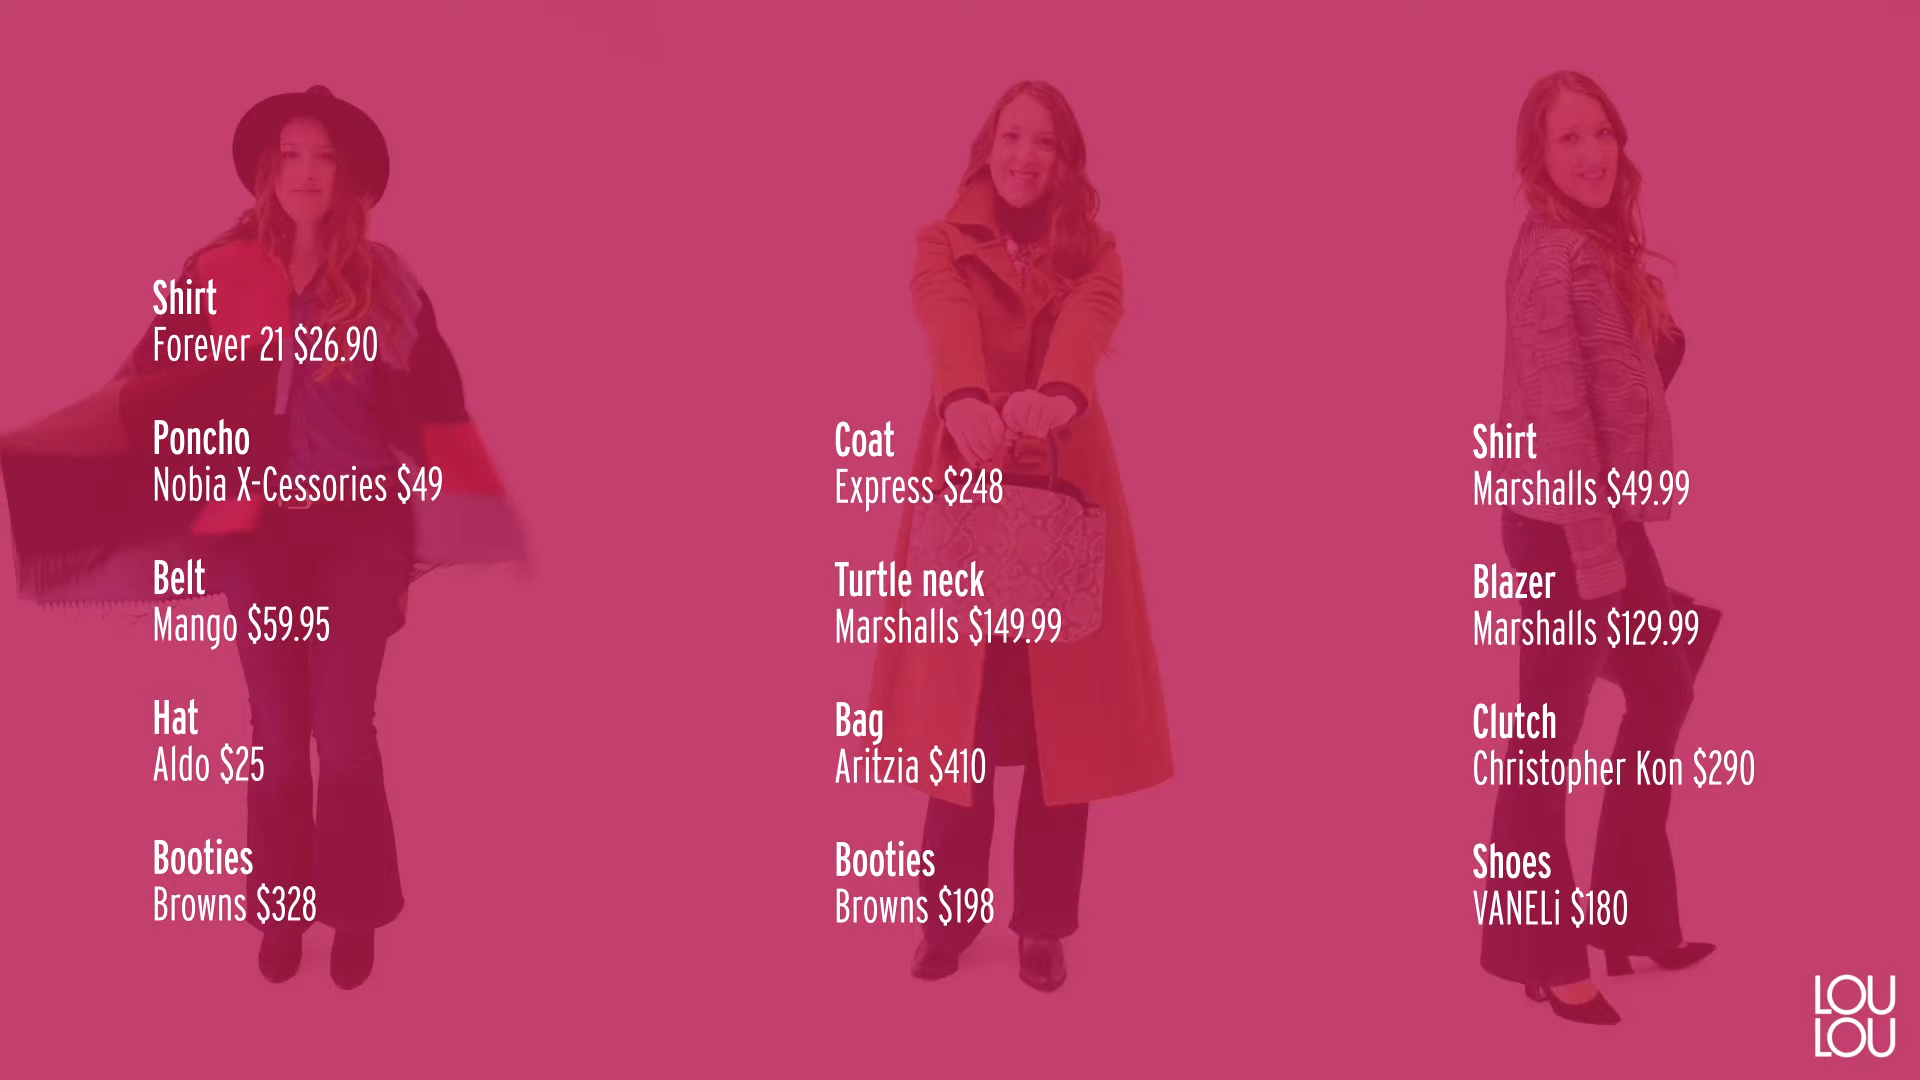 Shirt
Forever 21 $26.90
Poncho
Nobia X-Cessories $49
Belt
Mango $59.95
Hat
Aldo $25
Booties
Browns $328
Coat
Express $248
Turtle neck
Marshalls $149.99
Bag
Aritzia $410
Booties
Browns $198
Shirt
Marshalls $49.99
Blazer
Marshalls $129.99
Clutch
Christopher Kon $290
Shoes
VANELi $180
LOU
LOU